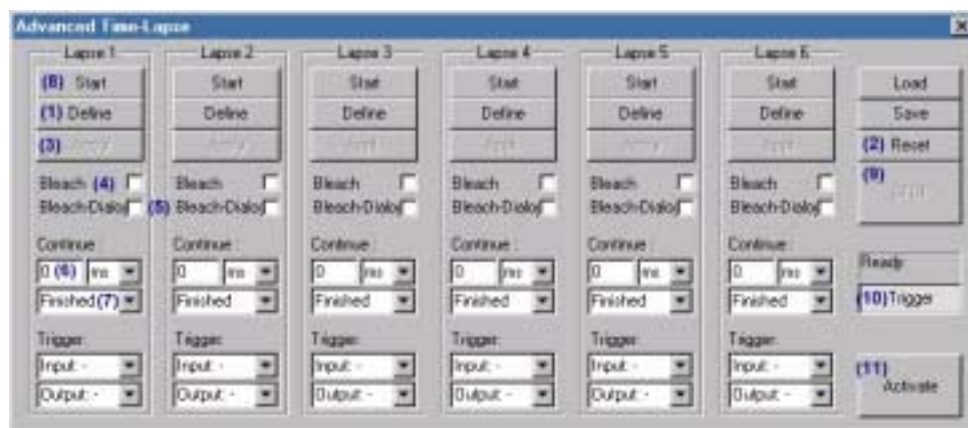 Advanced Time-Lapse
Lapse 1 Lapse 2 Lapse 3 Lapse 4 Lapse 5 Lapse 6
(8) Start Start Start Start Start Start Load
(1) Define Define Define Define Define Define Save
(3) (2) Reset
Bleach (4) Bleach Bleach Bleach Bleach Bleach (9)
Bleach-Dialog (5) Bleach-Dialog Bleach-Dialog Bleach-Dialog Bleach-Dialog Bleach-Dialog
Continue : Continue : Continue : Continue : Continue : Continue :
0 (6) ms 0 ms 0 ms 0 ms 0 ms 0 ms Ready
Finished (7) Finished Finished Finished Finished Finished (10) Trigger
Trigger: Trigger: Trigger: Trigger: Trigger: Trigger:
Input: - Input: - Input: - Input: - Input: - Input: - (11)
Output: - Output: - Output: - Output: - Output: - Output: - Activate